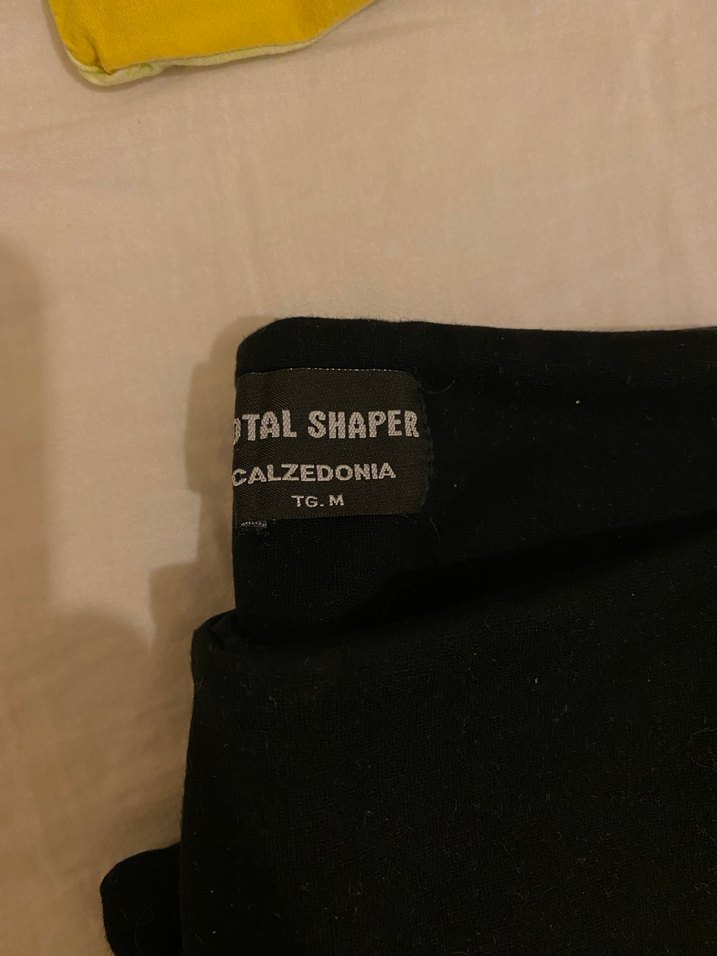 OTAL SHAPER
CALZEDONIA
TG. M